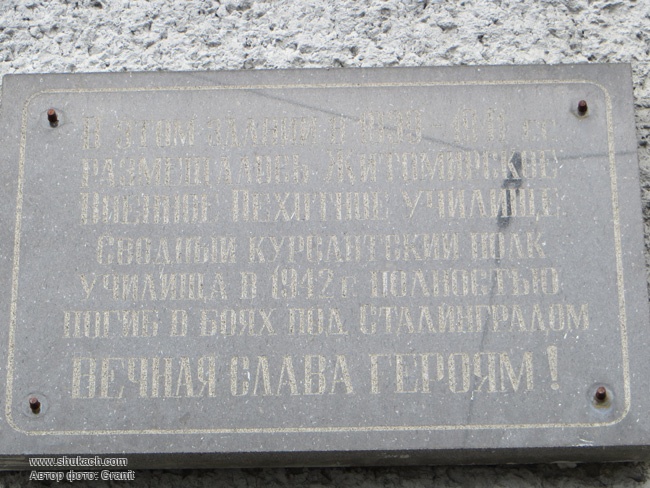 В этом здании в
размещалось Житомирское
Военное Пехотное училище
Сводный курсантский полк
училища в 1942 г. полностью
погиб в боях под Сталинградом
Вечная слава героям!
www.shukach.com
Автор фото: Granit